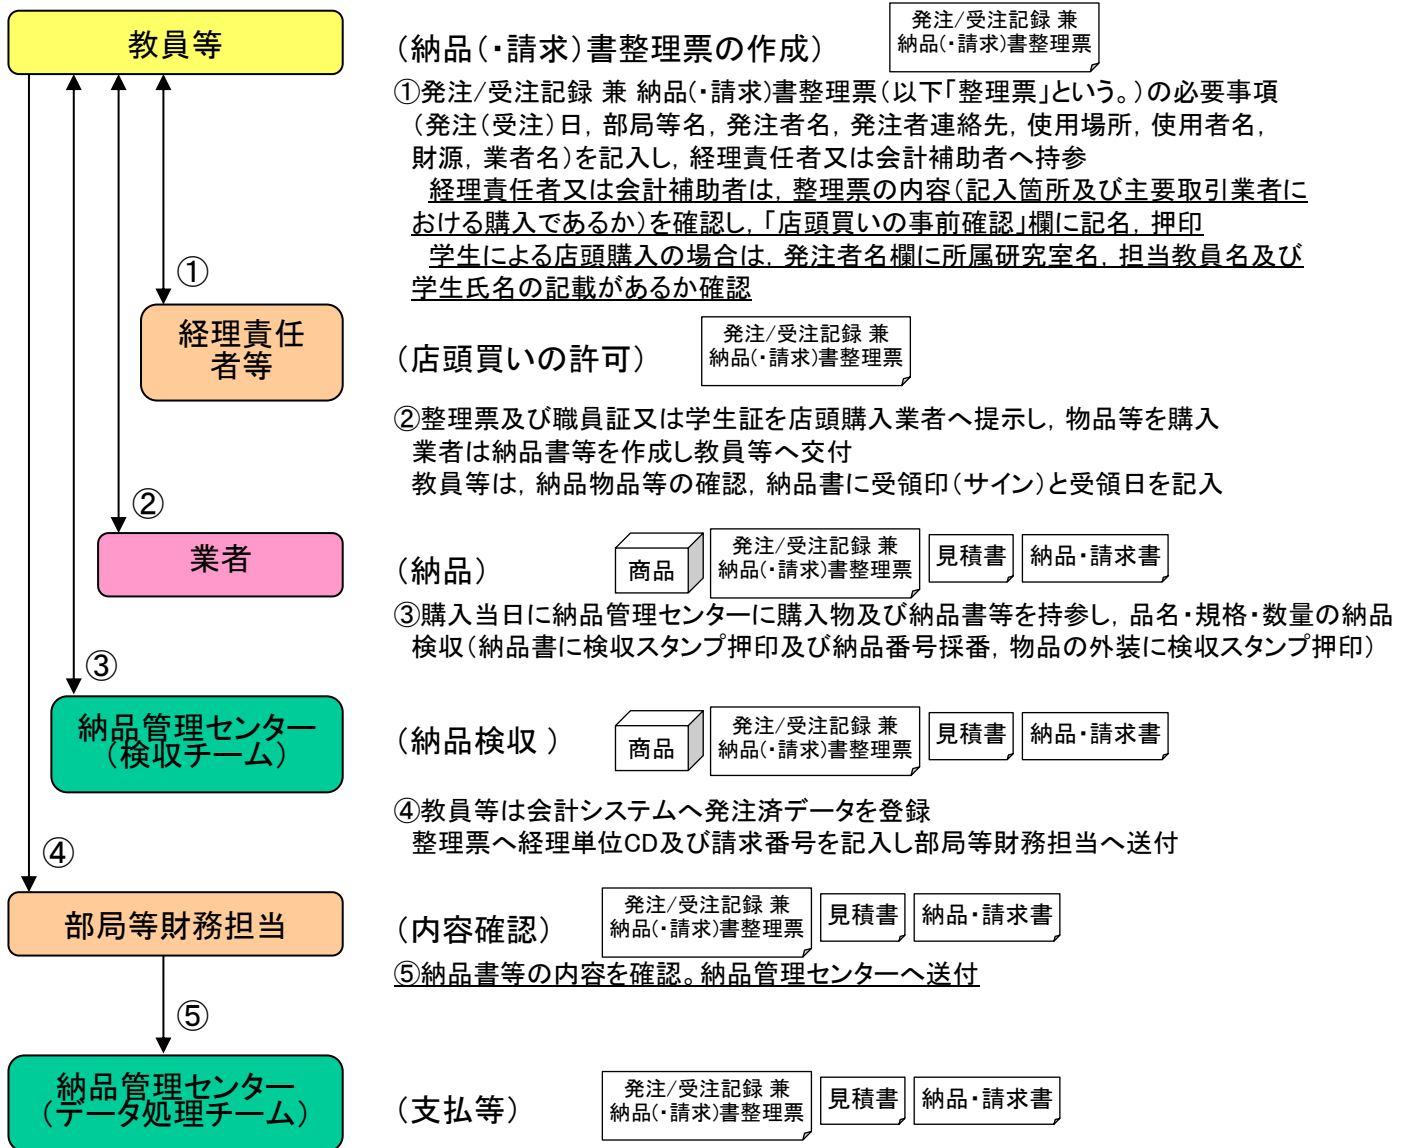 教員等
(納品(・請求)書整理票の作成)
発注/受注記録 兼
納品(・請求)書整理票
①発注/受注記録 兼 納品(・請求)書整理票(以下「整理票」という。)の必要事項
(発注(受注)日, 部局等名, 発注者名, 発注者連絡先, 使用場所, 使用者名,
財源, 業者名)を記入し, 経理責任者又は会計補助者へ持参
経理責任者又は会計補助者は, 整理票の内容(記入箇所及び主要取引業者に
おける購入であるか)を確認し, 「店頭買いの事前確認」欄に記名, 押印
学生による店頭購入の場合は, 発注者名欄に所属研究室名, 担当教員名及び
学生氏名の記載があるか確認
①
経理責任
者等
(店頭買いの許可)
発注/受注記録 兼
納品(・請求)書整理票
②整理票及び職員証又は学生証を店頭購入業者へ提示し, 物品等を購入
業者は納品書等を作成し教員等へ交付
教員等は, 納品物品等の確認, 納品書に受領印(サイン)と受領日を記入
②
業者
(納品)
商品
発注/受注記録 兼
納品(・請求)書整理票
見積書
納品・請求書
③購入当日に納品管理センターに購入物及び納品書等を持参し, 品名・規格・数量の納品
検収(納品書に検収スタンプ押印及び納品番号採番, 物品の外装に検収スタンプ押印)
③
納品管理センター
(検収チーム)
(納品検収 )
商品
発注/受注記録 兼
納品(・請求)書整理票
見積書
納品・請求書
④教員等は会計システムへ発注済データを登録
整理票へ経理単位CD及び請求番号を記入し部局等財務担当へ送付
④
部局等財務担当
(内容確認)
発注/受注記録 兼
納品(・請求)書整理票
見積書
納品・請求書
⑤納品書等の内容を確認。納品管理センターへ送付
⑤
納品管理センター
(データ処理チーム)
(支払等)
発注/受注記録 兼
納品(・請求)書整理票
見積書
納品・請求書